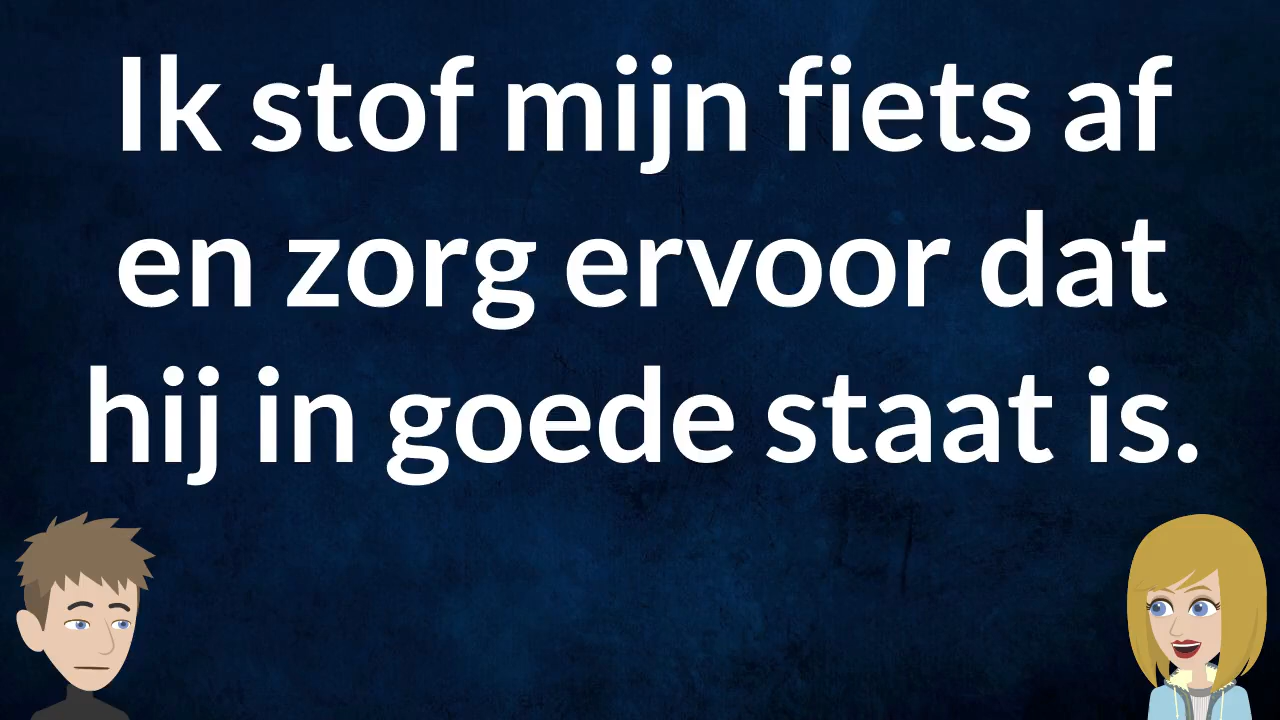 Ik stof mijn fiets af
en zorg ervoor dat
hij in goede staat is.